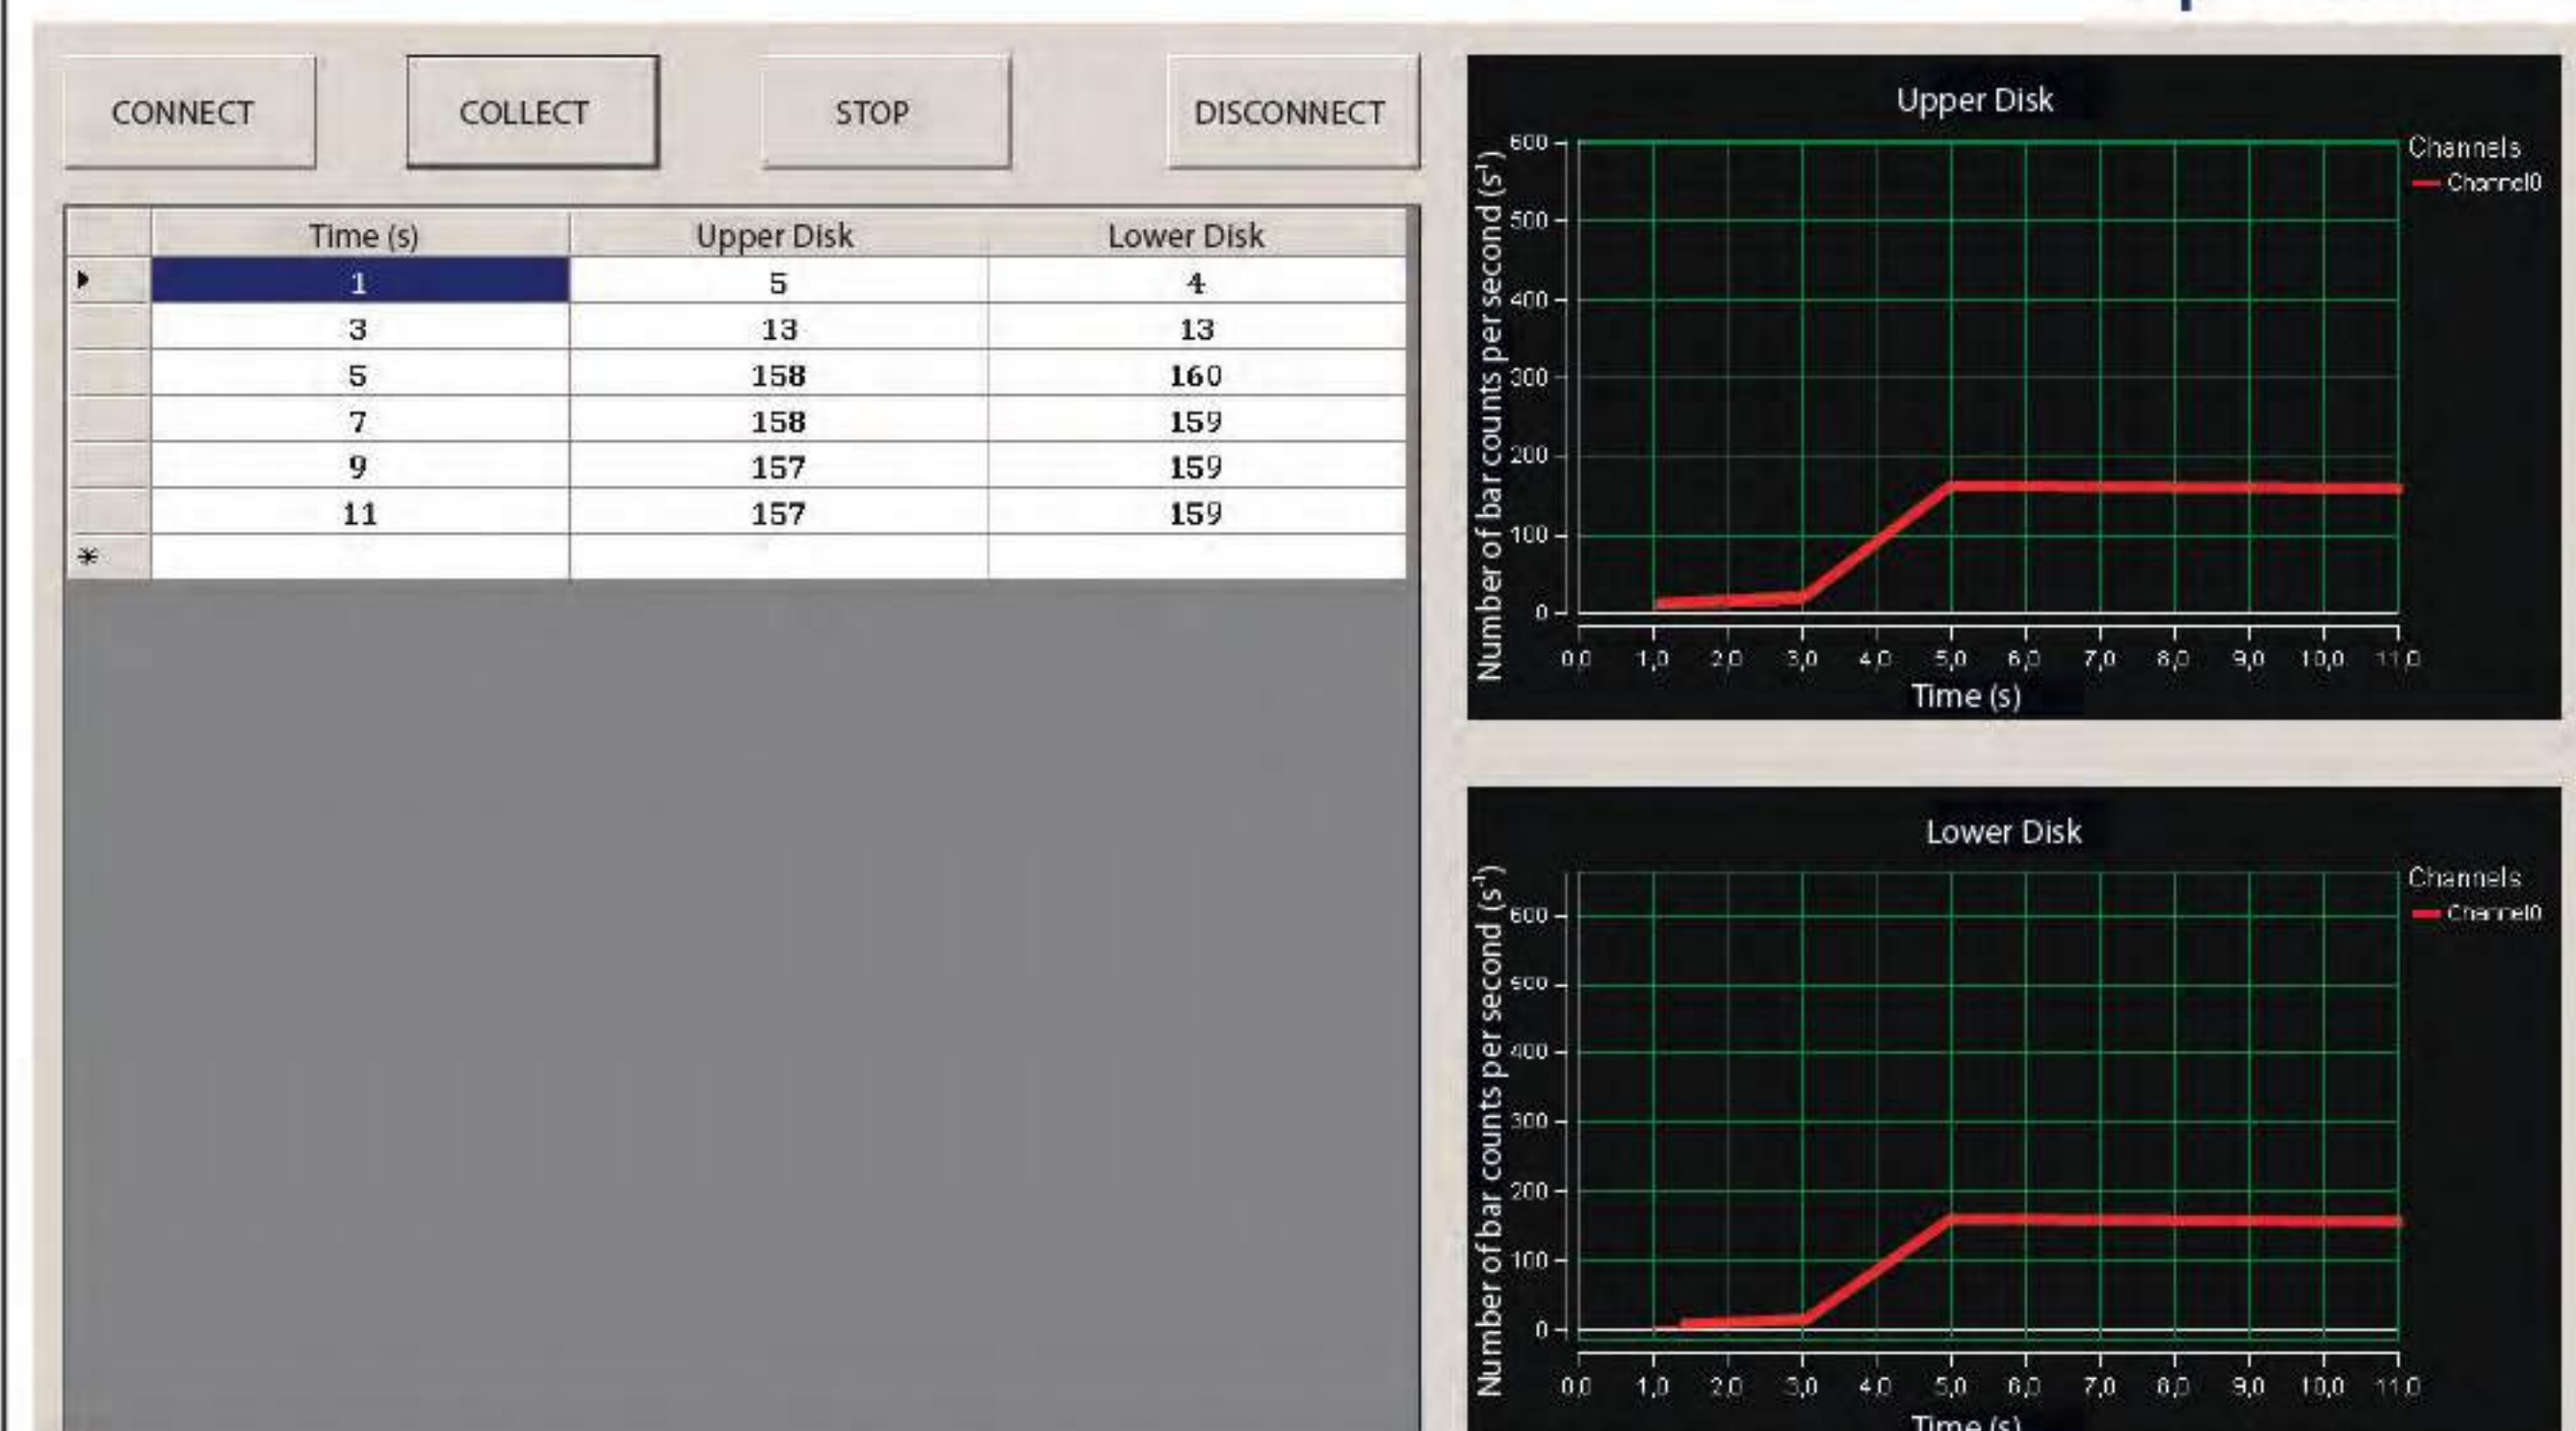 CONNECT COLLECT STOP DISCONNECT
Time (s) Upper Disk Lower Disk
1 5 4
3 13 13
5 158 160
7 158 159
9 157 159
11 157 159
*
Upper Disk
Number of bar counts per second (s⁻¹)
600
500
400
300
200
100
0
0,0 1,0 2,0 3,0 4,0 5,0 6,0 7,0 8,0 9,0 10,0 11,0
Time (s)
Channels
Channel0
Lower Disk
Number of bar counts per second (s⁻¹)
600
500
400
300
200
100
0
0,0 1,0 2,0 3,0 4,0 5,0 6,0 7,0 8,0 9,0 10,0 11,0
Time (s)
Channels
Channel0